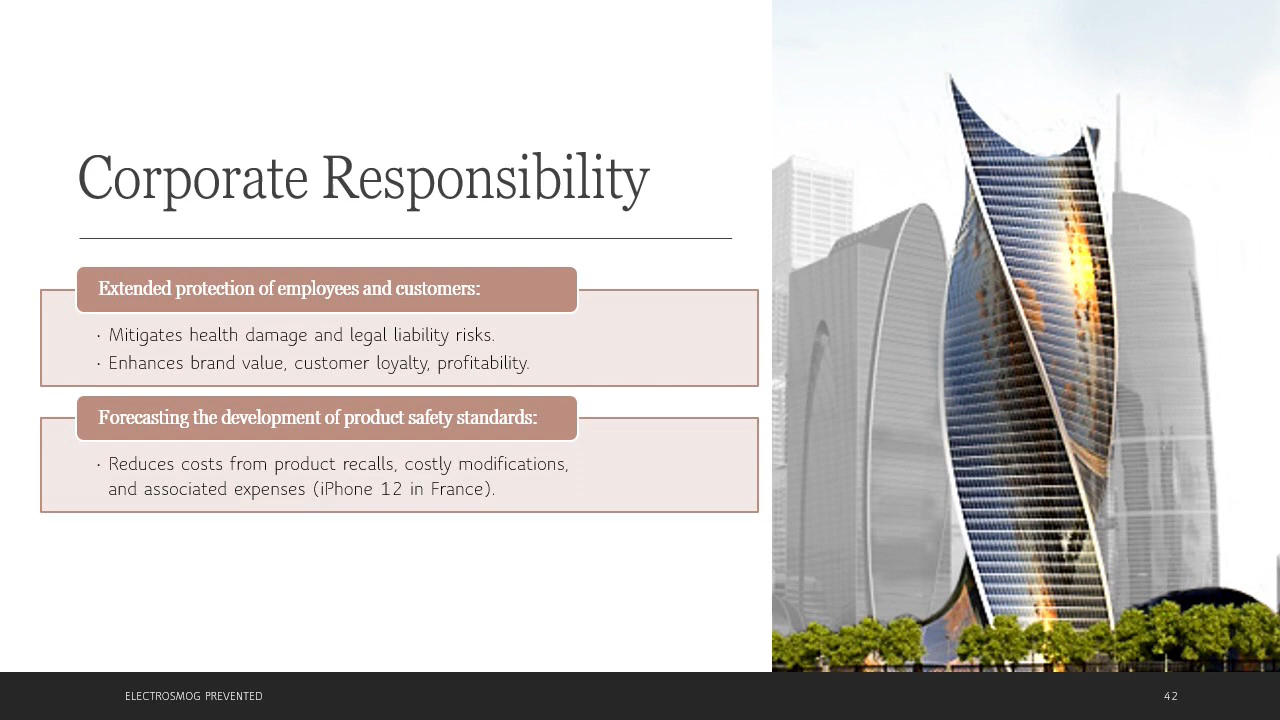 Corporate Responsibility
Extended protection of employees and customers:
· Mitigates health damage and legal liability risks.
· Enhances brand value, customer loyalty, profitability.
Forecasting the development of product safety standards:
· Reduces costs from product recalls, costly modifications,
and associated expenses (iPhone 12 in France).
ELECTROSMOG PREVENTED
42